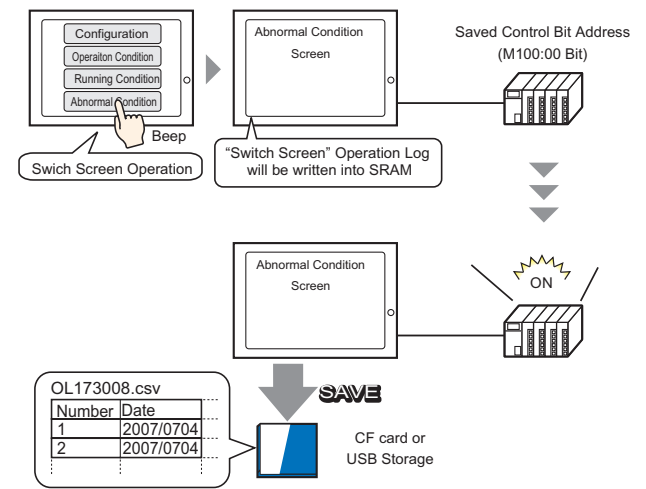 Configuration
Operaiton Condition
Running Condition
Abnormal Condition
Beep
Swich Screen Operation
Abnormal Condition
Screen
"Switch Screen" Operation Log
will be written into SRAM
Saved Control Bit Address
(M100:00 Bit)
Abnormal Condition
Screen
ON
SAVE
OL173008.csv
Number Date
1 2007/0704
2 2007/0704
CF card or
USB Storage